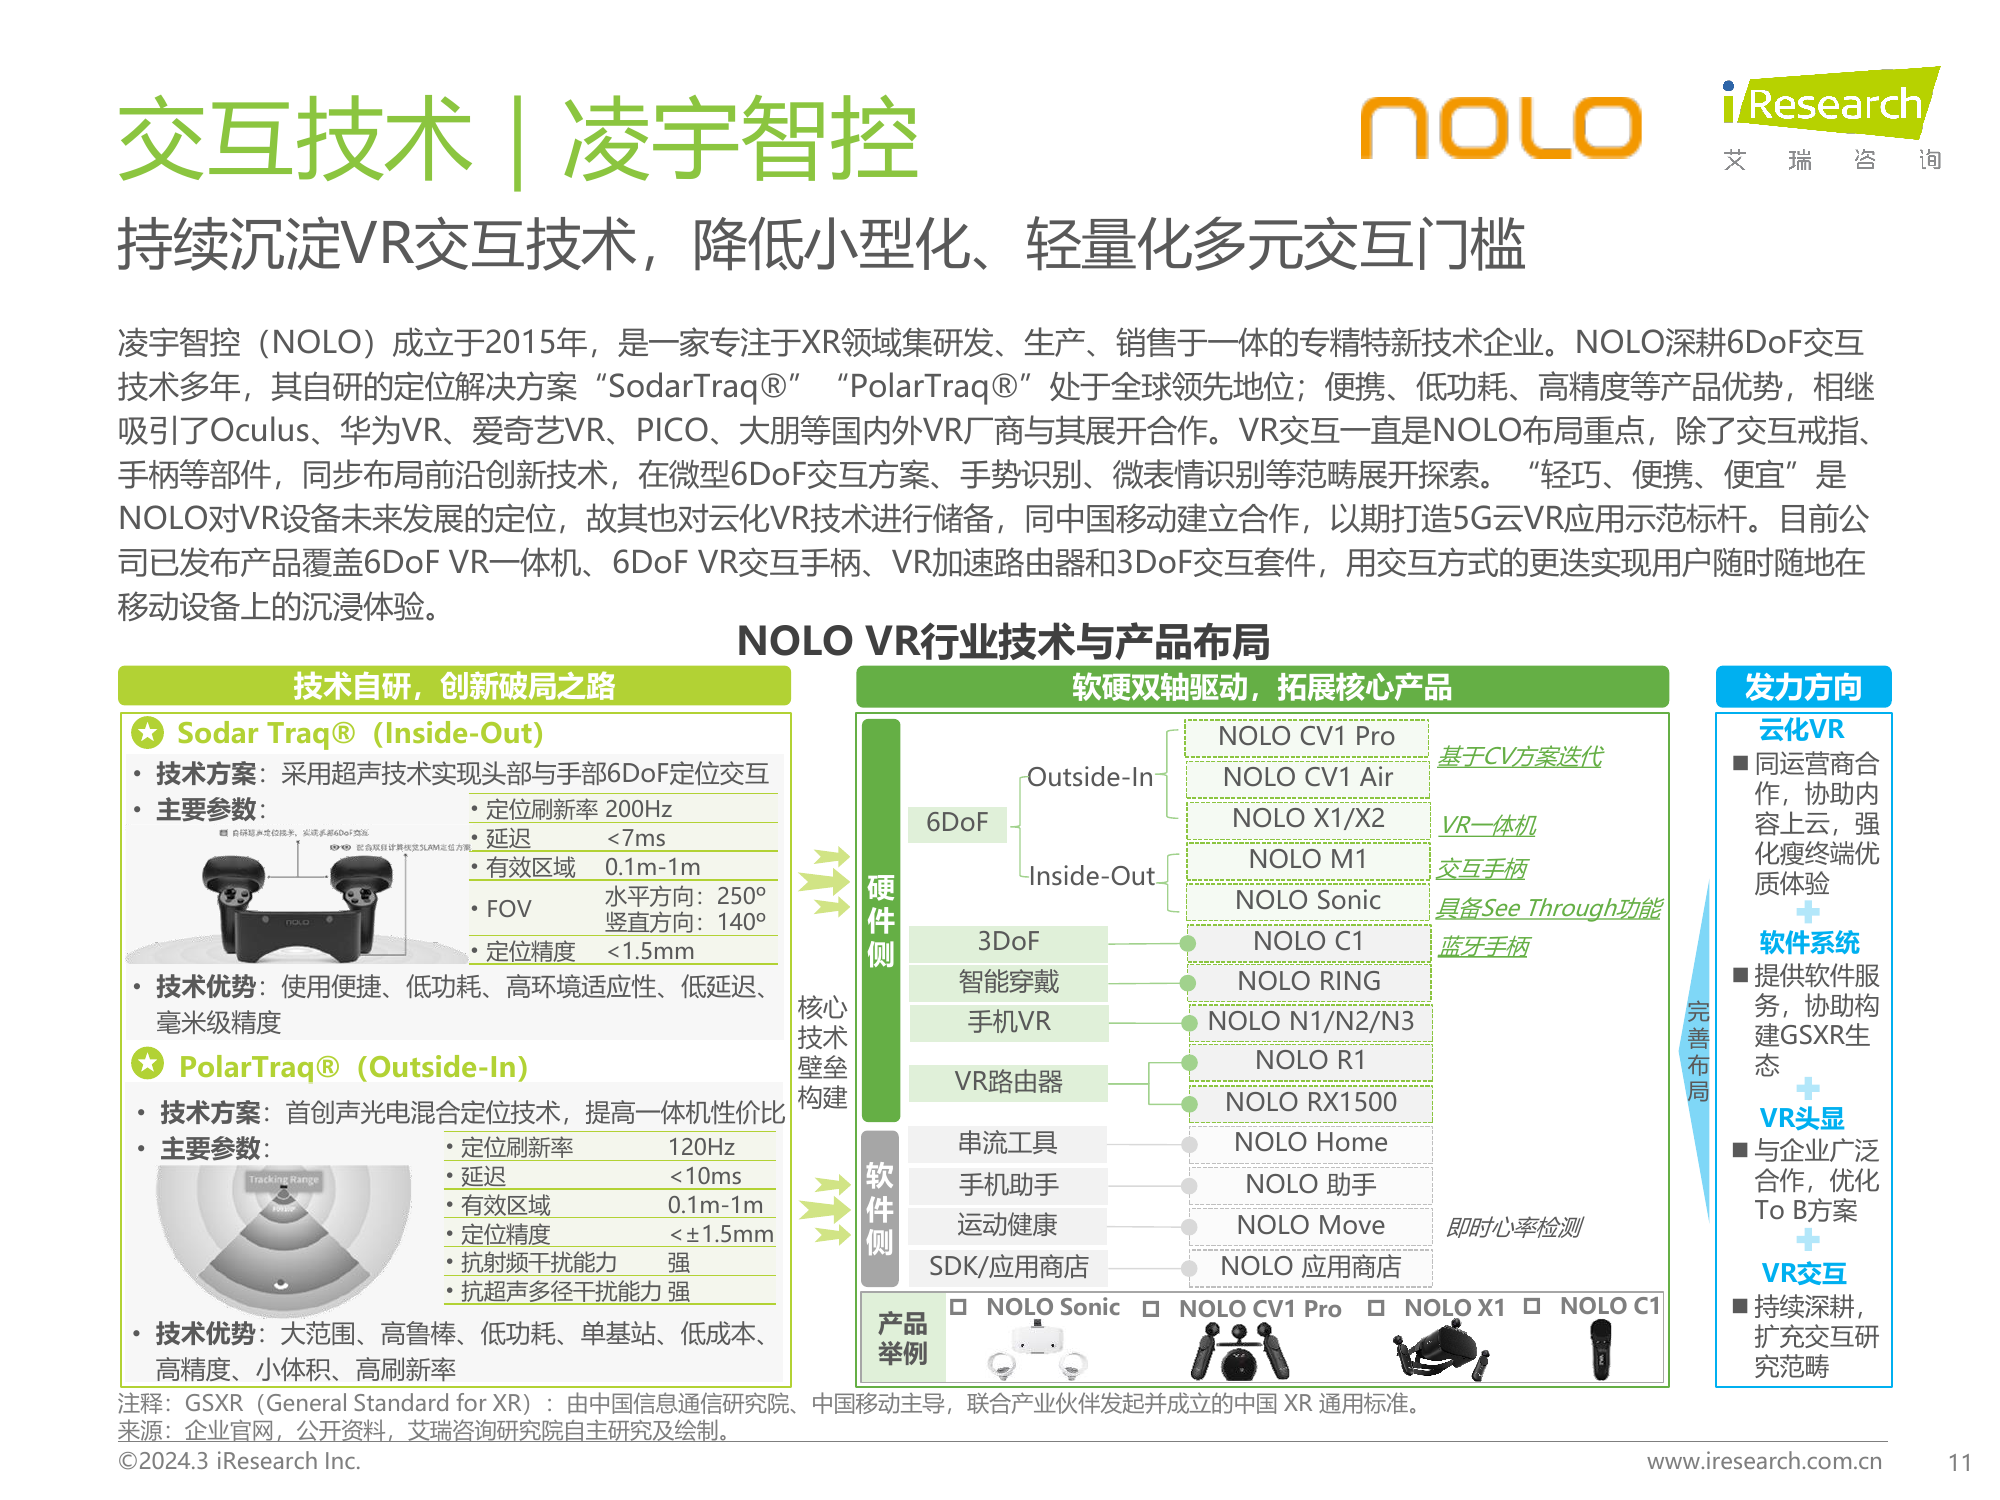 交互技术｜凌宇智控
NOLO
iResearch
艾 瑞 咨 询
持续沉淀VR交互技术，降低小型化、轻量化多元交互门槛
凌宇智控（NOLO）成立于2015年，是一家专注于XR领域集研发、生产、销售于一体的专精特新技术企业。NOLO深耕6DoF交互
技术多年，其自研的定位解决方案“SodarTraq®”“PolarTraq®”处于全球领先地位；便携、低功耗、高精度等产品优势，相继
吸引了Oculus、华为VR、爱奇艺VR、PICO、大朋等国内外VR厂商与其展开合作。VR交互一直是NOLO布局重点，除了交互戒指、
手柄等部件，同步布局前沿创新技术，在微型6DoF交互方案、手势识别、微表情识别等范畴展开探索。“轻巧、便携、便宜”是
NOLO对VR设备未来发展的定位，故其也对云化VR技术进行储备，同中国移动建立合作，以期打造5G云VR应用示范标杆。目前公
司已发布产品覆盖6DoF VR一体机、6DoF VR交互手柄、VR加速路由器和3DoF交互套件，用交互方式的更迭实现用户随时随地在
移动设备上的沉浸体验。
NOLO VR行业技术与产品布局
技术自研，创新破局之路
Sodar Traq®（Inside-Out）
• 技术方案：采用超声技术实现头部与手部6DoF定位交互
• 主要参数：
自研超声定位技术，实现手部6DoF交互
配合双目计算视觉SLAM定位方案
NOLO
• 定位刷新率 200Hz
• 延迟 <7ms
• 有效区域 0.1m-1m
• FOV 水平方向：250°
竖直方向：140°
• 定位精度 <1.5mm
• 技术优势：使用便捷、低功耗、高环境适应性、低延迟、
毫米级精度
PolarTraq®（Outside-In）
• 技术方案：首创声光电混合定位技术，提高一体机性价比
• 主要参数：
Tracking Range
• 定位刷新率 120Hz
• 延迟 <10ms
• 有效区域 0.1m-1m
• 定位精度 <±1.5mm
• 抗射频干扰能力 强
• 抗超声多径干扰能力 强
• 技术优势：大范围、高鲁棒、低功耗、单基站、低成本、
高精度、小体积、高刷新率
核心
技术
壁垒
构建
软硬双轴驱动，拓展核心产品
硬件侧
6DoF
Outside-In
NOLO CV1 Pro
NOLO CV1 Air
基于CV方案迭代
NOLO X1/X2
VR一体机
Inside-Out
NOLO M1
交互手柄
NOLO Sonic
具备See Through功能
3DoF
NOLO C1
蓝牙手柄
智能穿戴
NOLO RING
手机VR
NOLO N1/N2/N3
VR路由器
NOLO R1
NOLO RX1500
软件侧
串流工具
NOLO Home
手机助手
NOLO 助手
运动健康
NOLO Move
即时心率检测
SDK/应用商店
NOLO 应用商店
产品
举例
NOLO Sonic
NOLO CV1 Pro
NOLO X1
NOLO C1
完善布局
发力方向
云化VR
■ 同运营商合
作，协助内
容上云，强
化瘦终端优
质体验
软件系统
■ 提供软件服
务，协助构
建GSXR生
态
VR头显
■ 与企业广泛
合作，优化
To B方案
VR交互
■ 持续深耕，
扩充交互研
究范畴
注释：GSXR（General Standard for XR）：由中国信息通信研究院、中国移动主导，联合产业伙伴发起并成立的中国 XR 通用标准。
来源：企业官网，公开资料，艾瑞咨询研究院自主研究及绘制。
©2024.3 iResearch Inc.
www.iresearch.com.cn
11